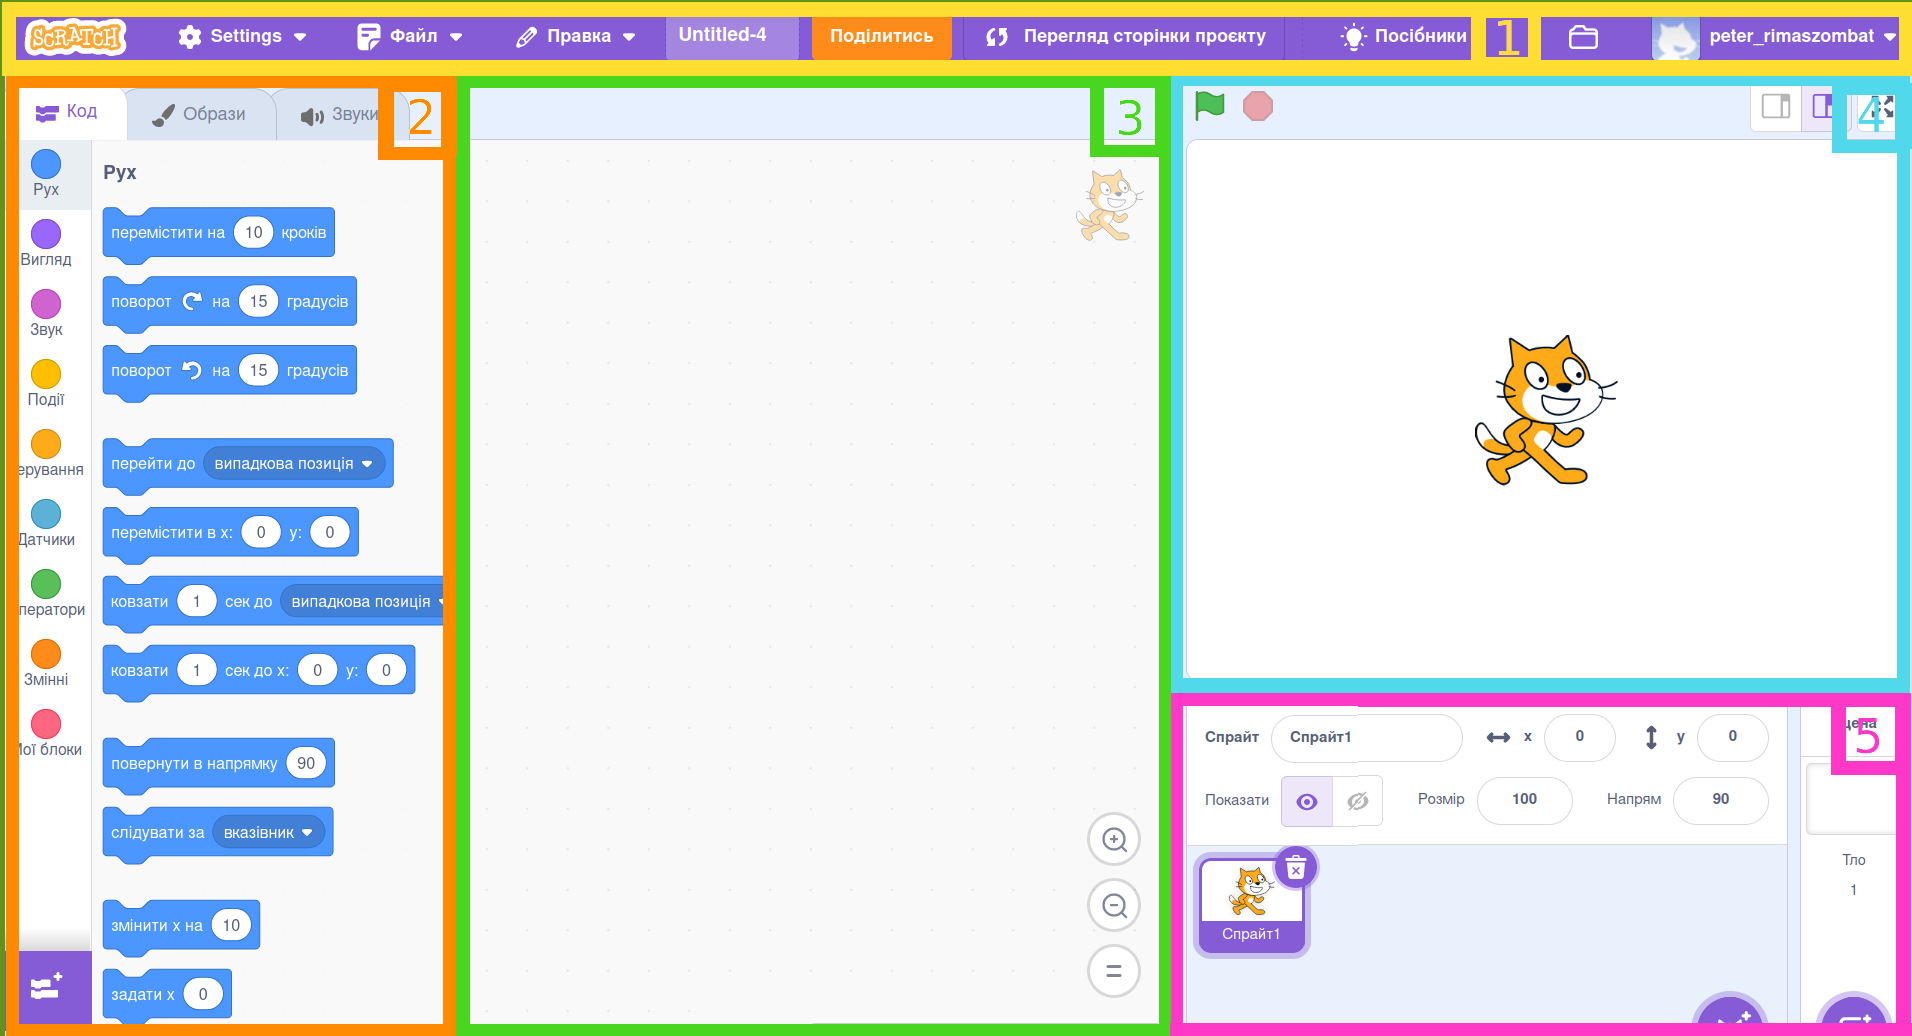 SCRATCH Settings Файл Правка Untitled-4 Поділитись Перегляд сторінки проєкту Посібники 1 peter_rimaszombat
Код Образи Звуки 2
3
4
Рух
Вигляд
Звук
Події
ерування
Датчики
ператори
Змінні
Мої блоки
Рух
перемістити на 10 кроків
поворот на 15 градусів
поворот на 15 градусів
перейти до випадкова позиція
перемістити в x: 0 y: 0
ковзати 1 сек до випадкова позиція
ковзати 1 сек до x: 0 y: 0
повернути в напрямку 90
слідувати за вказівник
змінити x на 10
задати x 0
Спрайт Спрайт1 x 0 y 0
5
Показати Розмір 100 Напрям 90
Спрайт1
цена
Тло
1